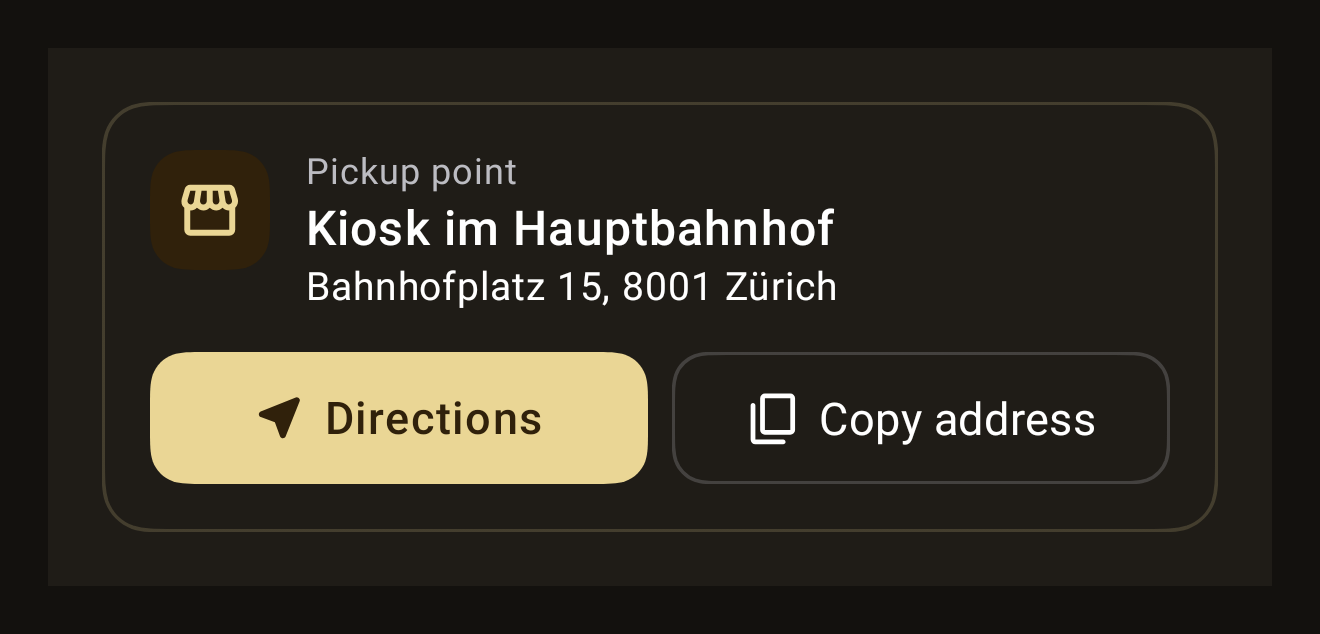 Pickup point
Kiosk im Hauptbahnhof
Bahnhofplatz 15, 8001 Zürich
Directions
Copy address